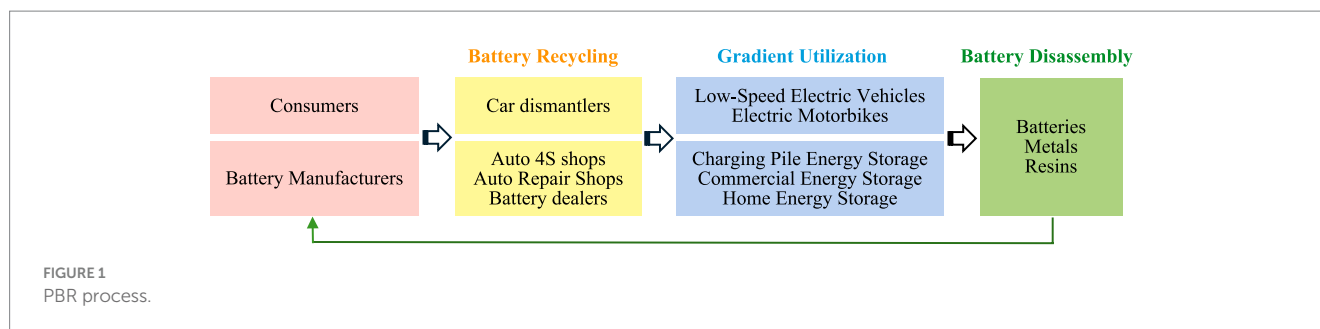 Battery Recycling
Gradient Utilization
Battery Disassembly
Consumers
Battery Manufacturers
Car dismantlers
Auto 4S shops
Auto Repair Shops
Battery dealers
Low-Speed Electric Vehicles
Electric Motorbikes
Charging Pile Energy Storage
Commercial Energy Storage
Home Energy Storage
Batteries
Metals
Resins
FIGURE 1
PBR process.